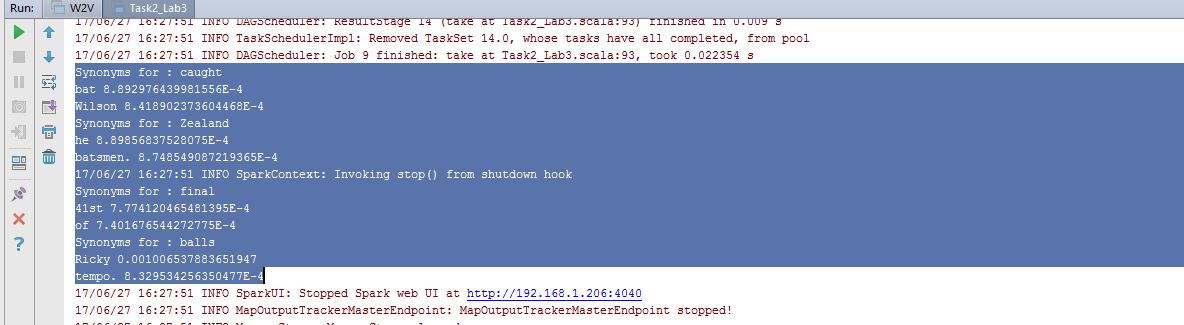 Run: W2V Task2_Lab3
17/06/27 16:27:51 INFO DAGScheduler: ResultStage 14 (take at Task2_Lab3.scala:93) finished in 0.009 s
17/06/27 16:27:51 INFO TaskSchedulerImpl: Removed TaskSet 14.0, whose tasks have all completed, from pool
17/06/27 16:27:51 INFO DAGScheduler: Job 9 finished: take at Task2_Lab3.scala:93, took 0.022354 s
Synonyms for : caught
bat 8.892976439981556E-4
Wilson 8.418902373604468E-4
Synonyms for : Zealand
he 8.89856837528075E-4
batsmen. 8.748549087219365E-4
17/06/27 16:27:51 INFO SparkContext: Invoking stop() from shutdown hook
Synonyms for : final
41st 7.774120465481395E-4
of 7.401676544272775E-4
Synonyms for : balls
Ricky 0.001006537883651947
tempo. 8.329534256350477E-4
17/06/27 16:27:51 INFO SparkUI: Stopped Spark web UI at http://192.168.1.206:4040
17/06/27 16:27:51 INFO MapOutputTrackerMasterEndpoint: MapOutputTrackerMasterEndpoint stopped!